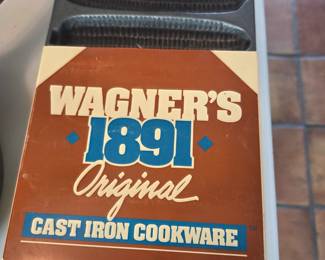 WAGNER'S
1891
Original
CAST IRON COOKWARE